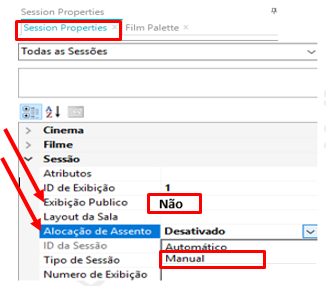 Session Properties
Session Properties × Film Palette ×
Todas as Sessões
Cinema
Filme
Sessão
Atributos
ID de Exibição 1
Exibição Publico Não
Layout da Sala
Alocação de Assento Desativado
ID da Sessão Automático
Tipo de Sessão Manual
Numero de Exibição